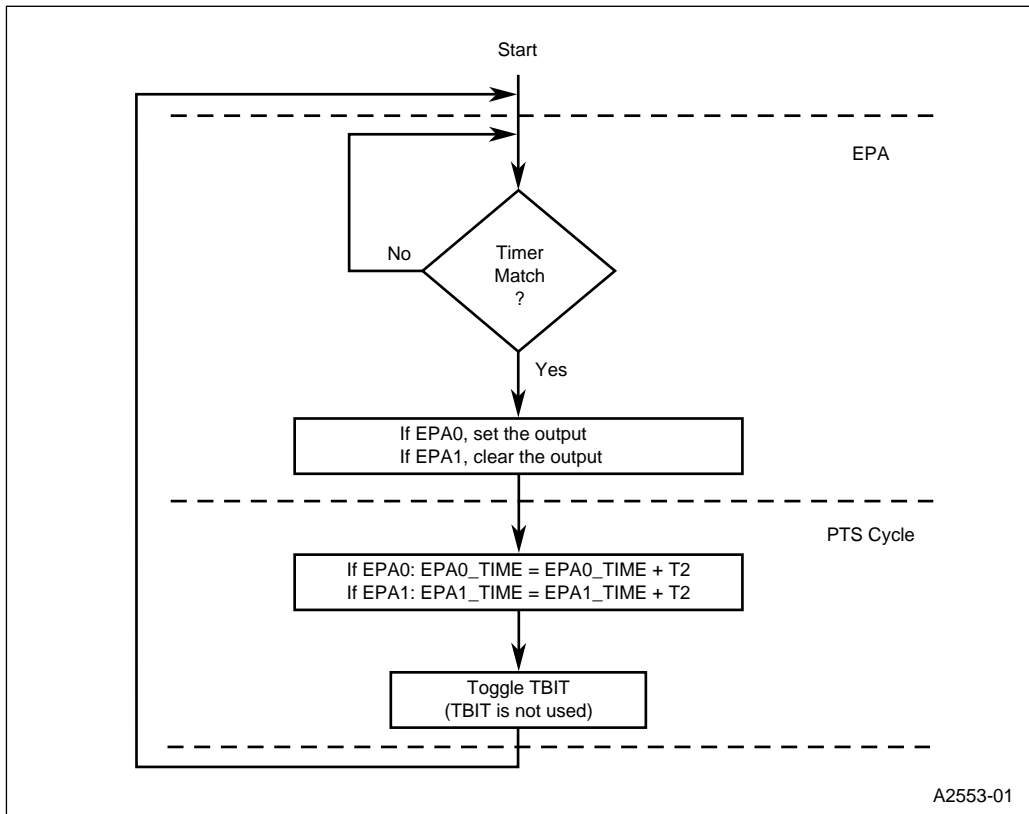 Start
EPA
No
Timer
Match
?
Yes
If EPA0, set the output
If EPA1, clear the output
PTS Cycle
If EPA0: EPA0_TIME = EPA0_TIME + T2
If EPA1: EPA1_TIME = EPA1_TIME + T2
Toggle TBIT
(TBIT is not used)
A2553-01